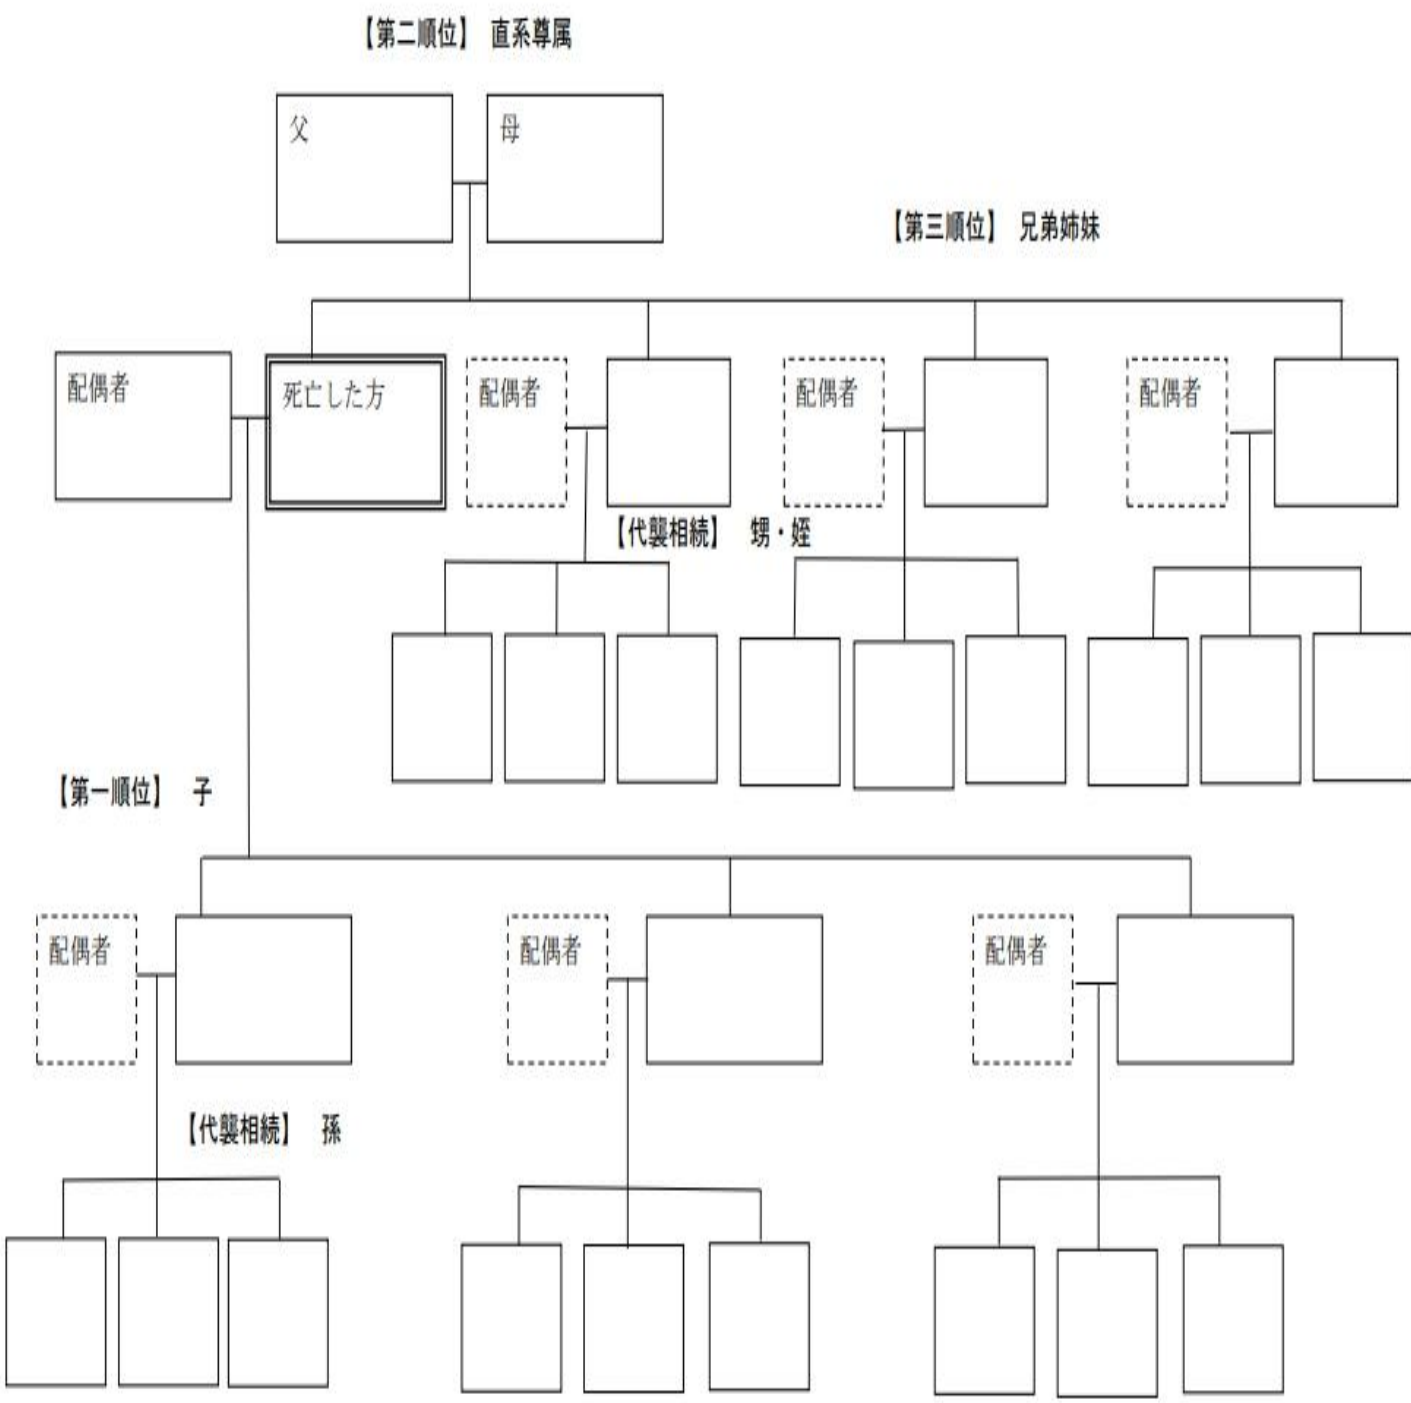 【第二順位】 直系尊属
父
母
【第三順位】 兄弟姉妹
配偶者
死亡した方
配偶者
配偶者
配偶者
【代襲相続】 甥・姪
【第一順位】 子
配偶者
配偶者
配偶者
【代襲相続】 孫